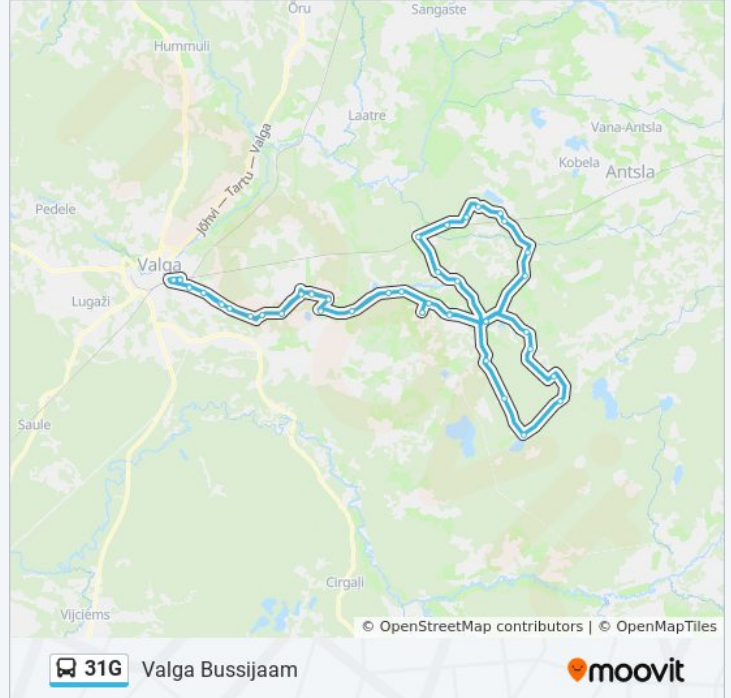 Õru
Sangaste
Hummuli
Laatre
Vana-Antsla
Kobela
Antsla
Jõhvi — Tartu — Valga
Pedele
Valga
Lugaži
Saule
Cirgaļi
Vijciems
© OpenStreetMap contributors | © OpenMapTiles
31G Valga Bussijaam
moovit